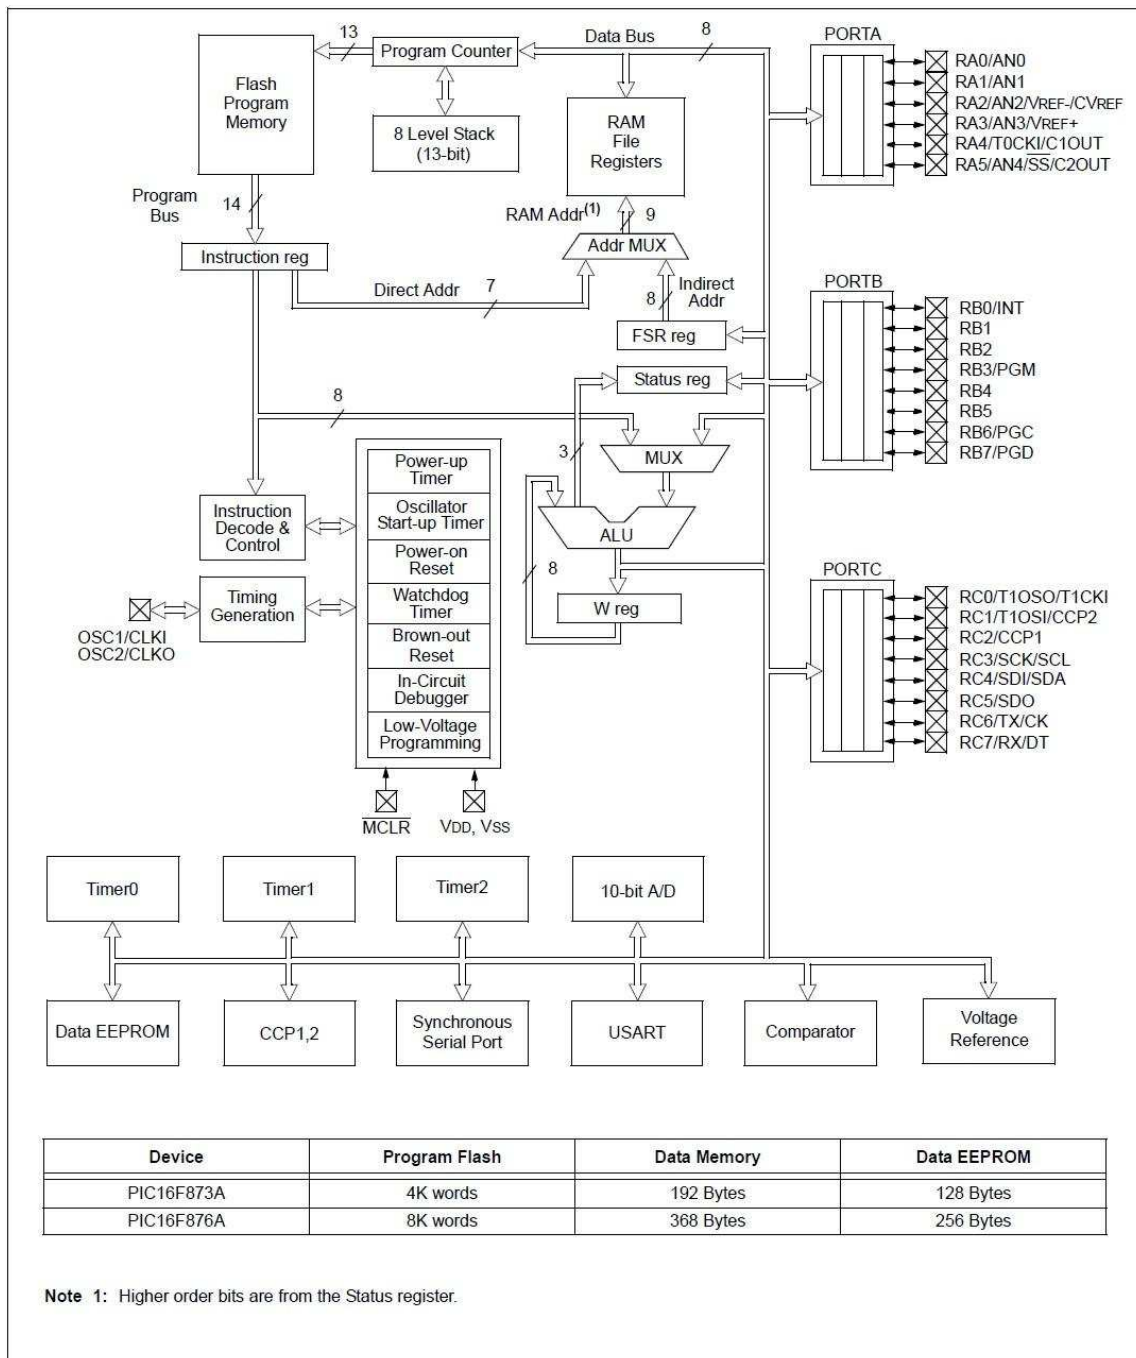 13
Program Counter
Data Bus
8
PORTA
Flash
Program
Memory
8 Level Stack
(13-bit)
RAM
File
Registers
RA0/AN0
RA1/AN1
RA2/AN2/VREF-/CVREF
RA3/AN3/VREF+
RA4/T0CKI/C1OUT
RA5/AN4/SS/C2OUT
Program
Bus
14
RAM Addr(1)
9
Addr MUX
Instruction reg
Direct Addr
7
8
Indirect
Addr
FSR reg
PORTB
RB0/INT
RB1
RB2
RB3/PGM
RB4
RB5
RB6/PGC
RB7/PGD
Status reg
8
3
MUX
ALU
8
W reg
Power-up
Timer
Oscillator
Start-up Timer
Power-on
Reset
Watchdog
Timer
Brown-out
Reset
In-Circuit
Debugger
Low-Voltage
Programming
Instruction
Decode &
Control
Timing
Generation
OSC1/CLKI
OSC2/CLKO
MCLR
VDD, VSS
PORTC
RC0/T1OSO/T1CKI
RC1/T1OSI/CCP2
RC2/CCP1
RC3/SCK/SCL
RC4/SDI/SDA
RC5/SDO
RC6/TX/CK
RC7/RX/DT
Timer0
Timer1
Timer2
10-bit A/D
Data EEPROM
CCP1,2
Synchronous
Serial Port
USART
Comparator
Voltage
Reference
Device Program Flash Data Memory Data EEPROM
PIC16F873A 4K words 192 Bytes 128 Bytes
PIC16F876A 8K words 368 Bytes 256 Bytes
Note 1: Higher order bits are from the Status register.